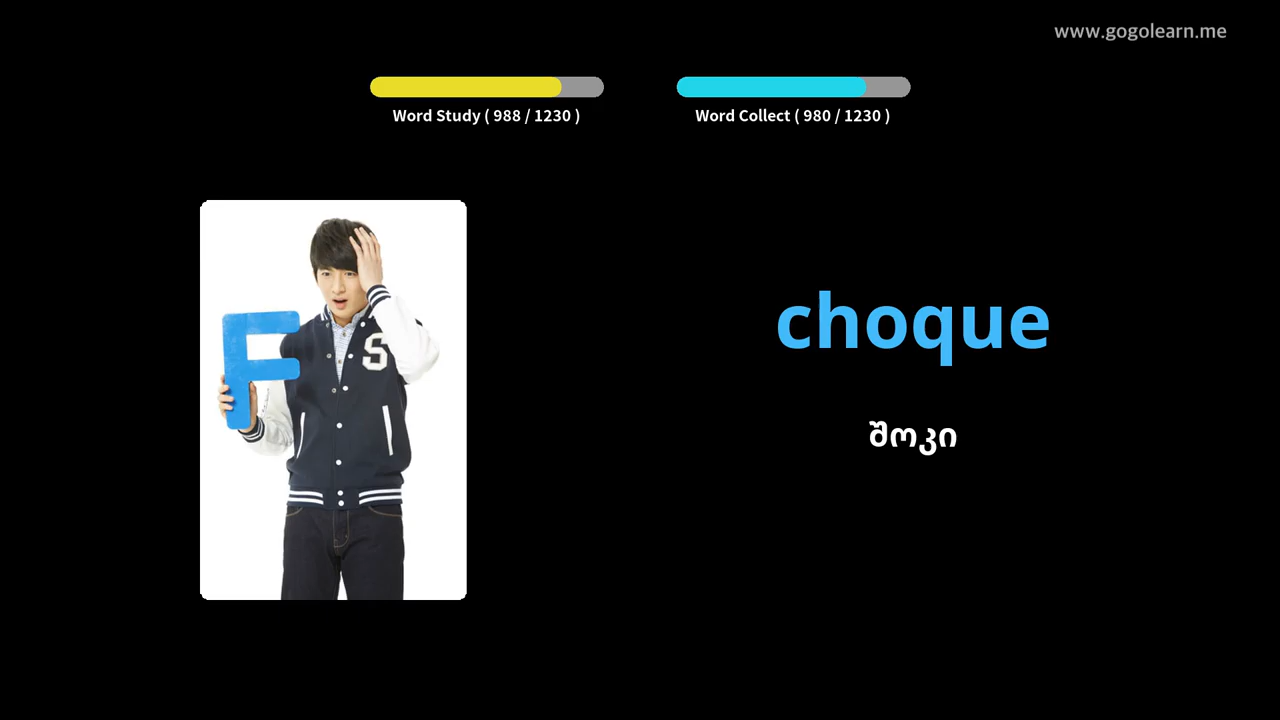 www.gogolearn.me
Word Study ( 988 / 1230 )
Word Collect ( 980 / 1230 )
F
S
choque
შოკი